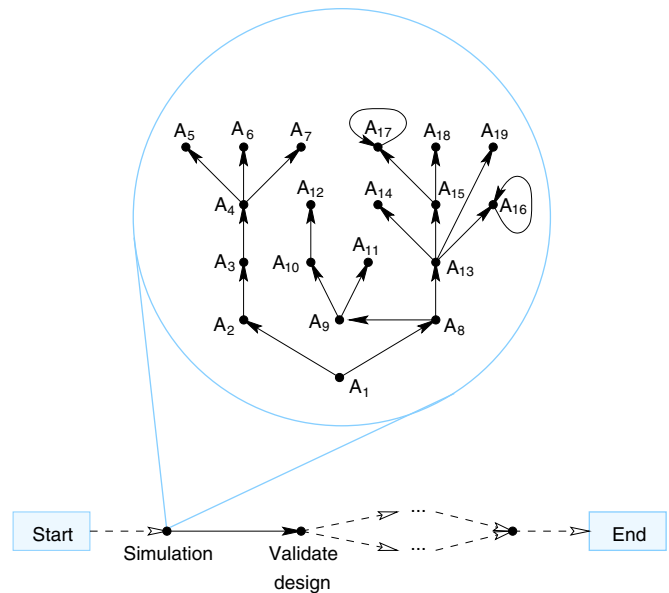 A5 A6 A7 A17 A18 A19
A4 A12 A14 A15 A16
A3 A10 A11 A13
A2 A9 A8
A1
... 
Start End
...
Simulation Validate
design